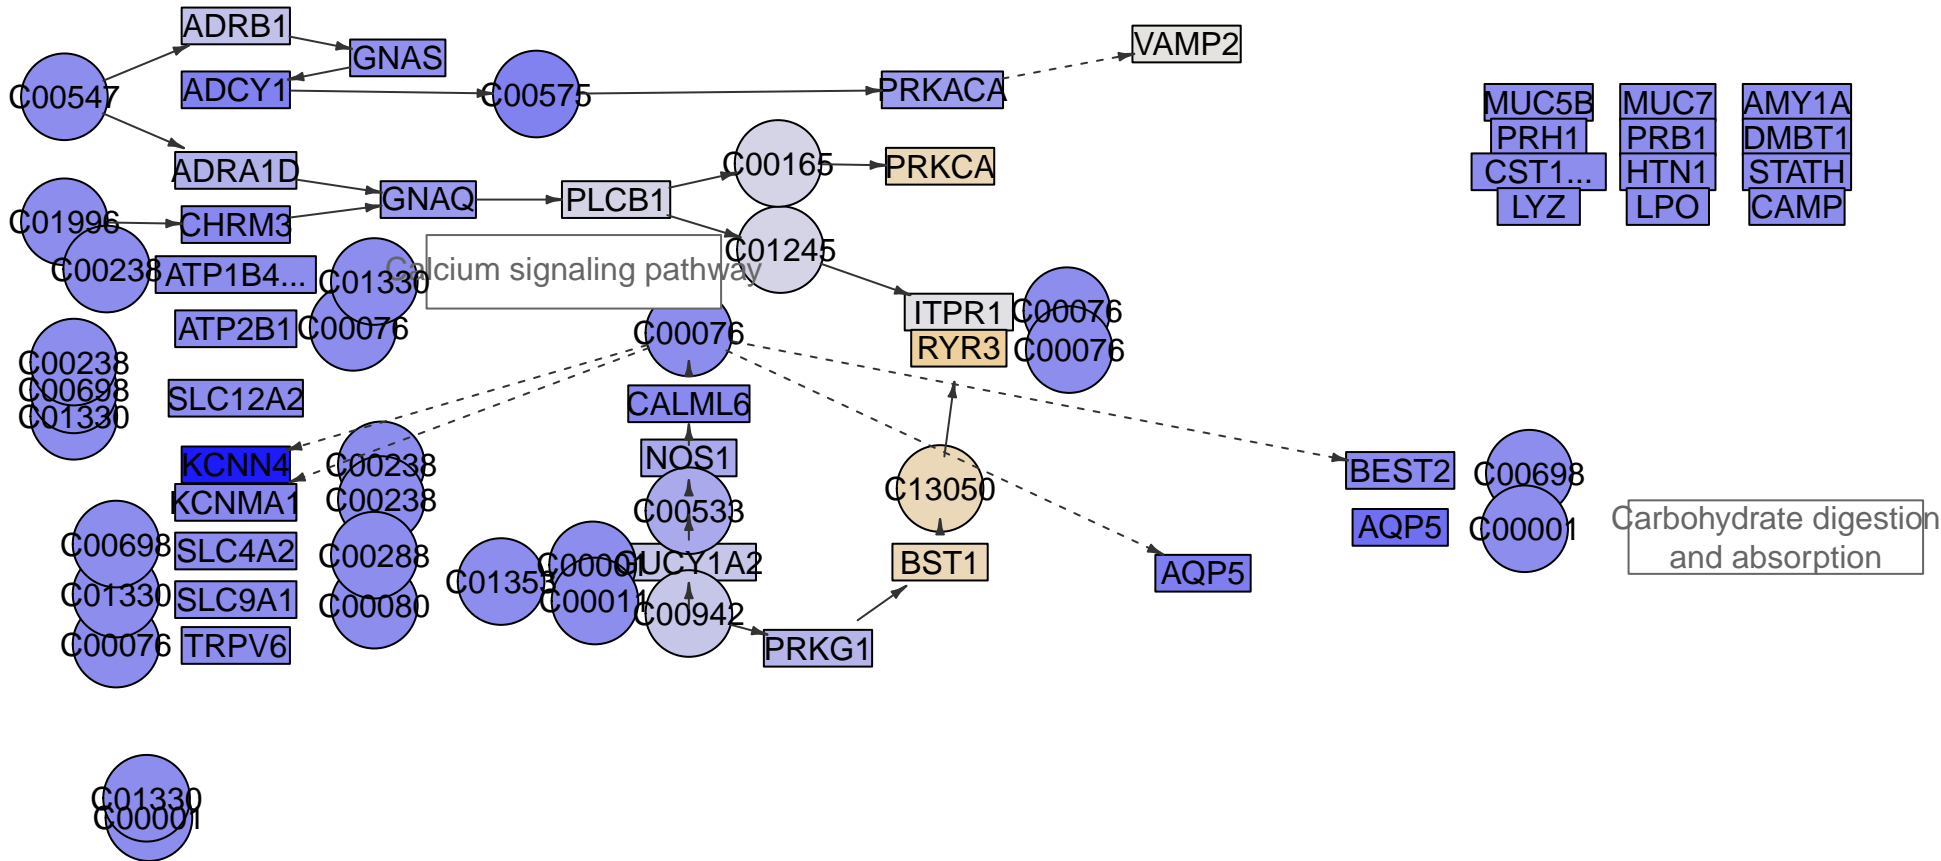 ADRB1
VAMP2
GNAS
C00547
ADCY1
C00575
PRKACA
MUC5B
MUC7
AMY1A
PRH1
PRB1
DMBT1
ADRA1D
C00165
PRKCA
CST1...
HTN1
STATH
GNAQ
PLCB1
LYZ
LPO
CAMP
C01996
CHRM3
C01245
C00238
ATP1B4...
C01330
Calcium signaling pathway
ITPR1
C00076
ATP2B1
C00076
C00076
RYR3
C00076
C00238
C00698
C01330
SLC12A2
CALML6
KCNN4
C00238
NOS1
BEST2
C00698
KCNMA1
C00238
C13050
C00533
AQP5
C00001
Carbohydrate digestion
and absorption
C00698
SLC4A2
C00288
C00001
GUCY1A2
BST1
AQP5
C01353
C01330
SLC9A1
C00080
C00011
C00942
C00076
TRPV6
PRKG1
C01330
C00001